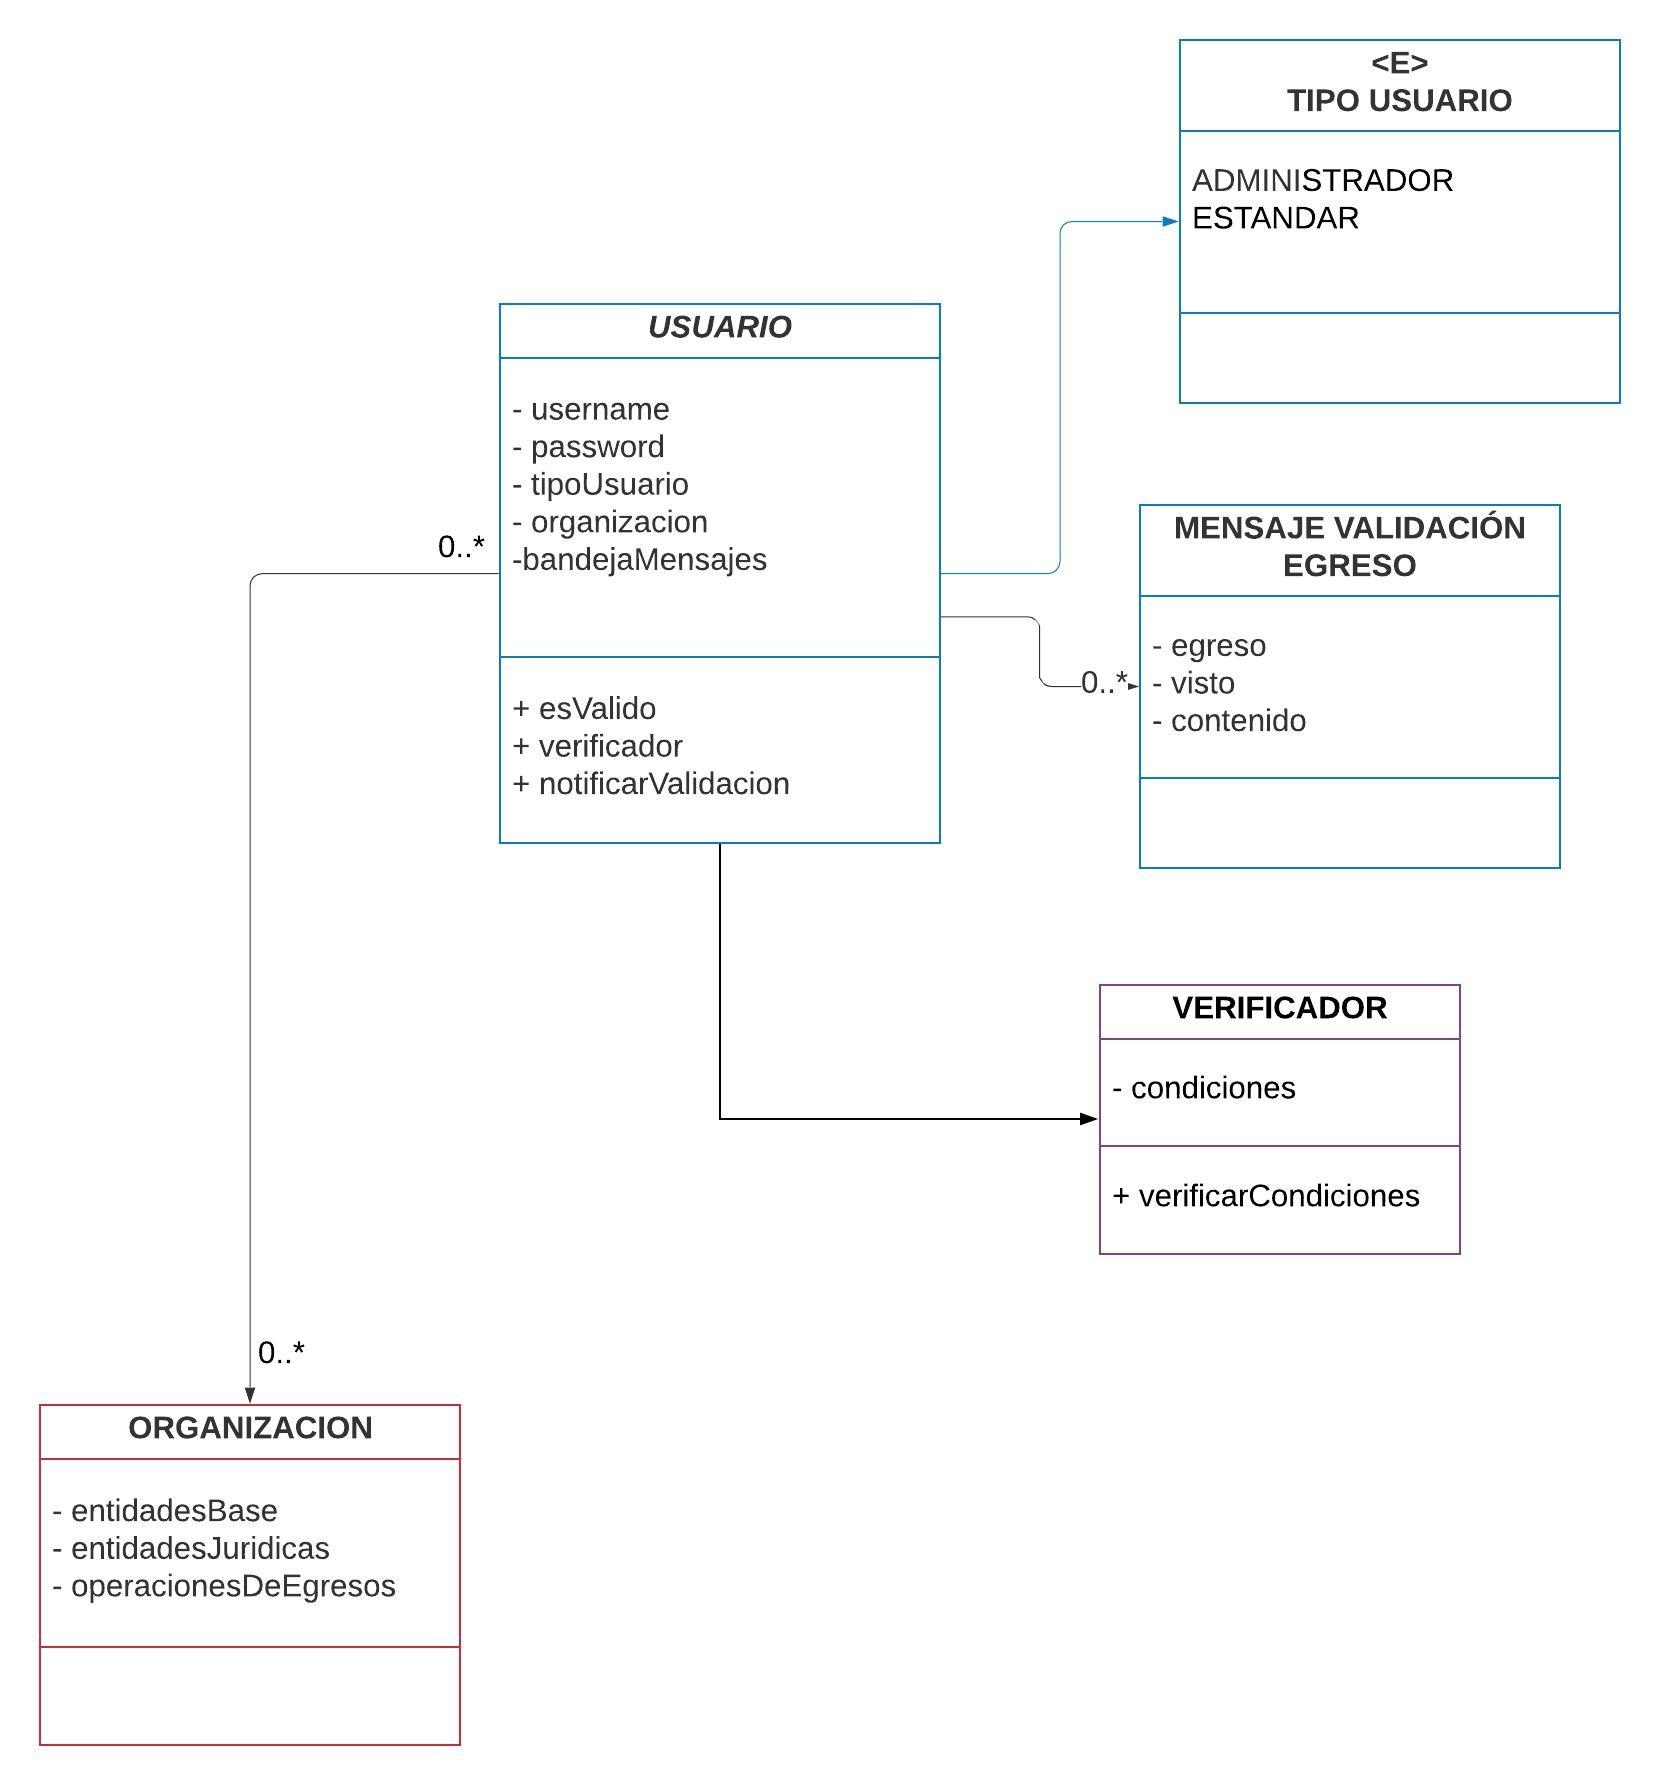 <E>
TIPO USUARIO
ADMINISTRADOR
ESTANDAR
USUARIO
- username
- password
- tipoUsuario
- organizacion
-bandejaMensajes
+ esValido
+ verificador
+ notificarValidacion
0..*
MENSAJE VALIDACIÓN
EGRESO
- egreso
- visto
- contenido
0..*
VERIFICADOR
- condiciones
+ verificarCondiciones
0..*
ORGANIZACION
- entidadesBase
- entidadesJuridicas
- operacionesDeEgresos